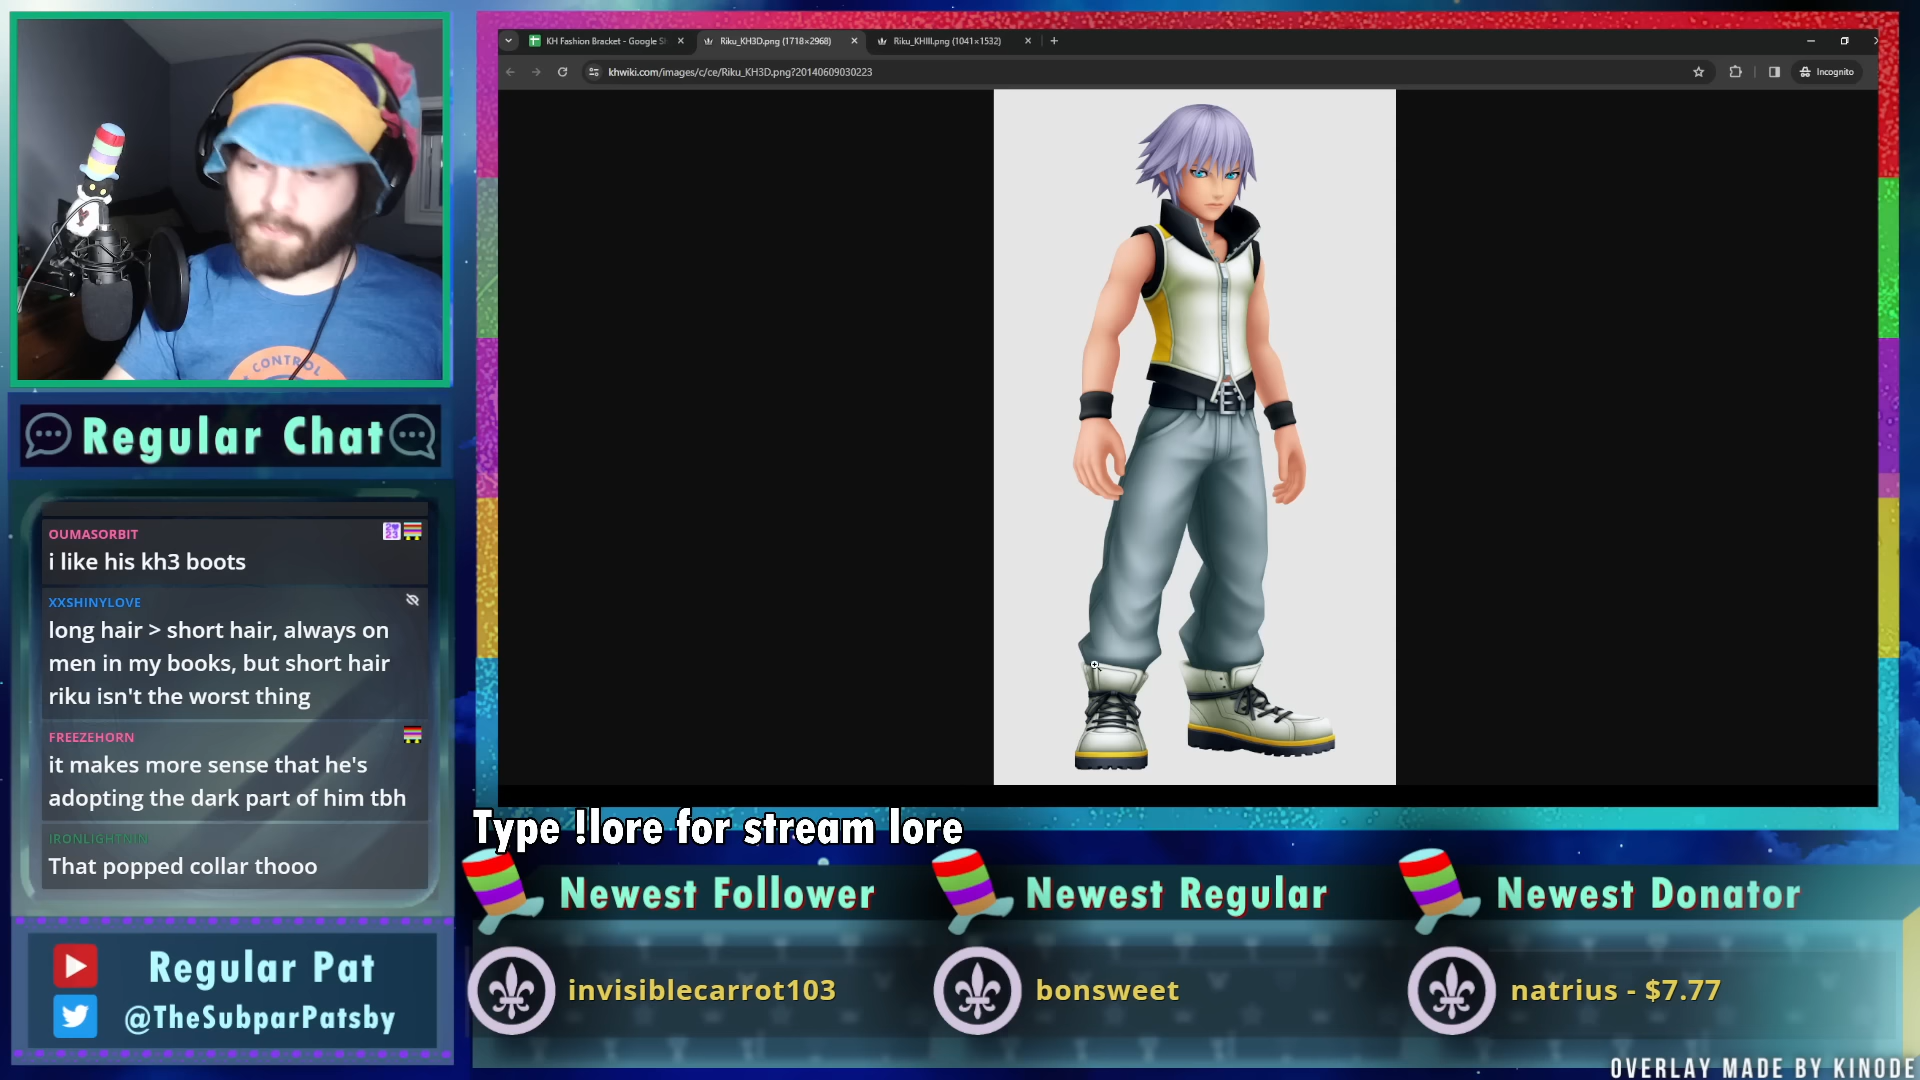 KH Fashion Bracket - Google Sh
Riku_KH3D.png (1718×2968)
Riku_KHIII.png (1041×1532)
khwiki.com/images/c/ce/Riku_KH3D.png?20140609030223
Incognito
CONTROL
Regular Chat
OUMASORBIT
i like his kh3 boots
XXSHINYLOVE
long hair > short hair, always on
men in my books, but short hair
riku isn't the worst thing
FREEZEHORN
it makes more sense that he's
adopting the dark part of him tbh
IRONLIGHTNIN
That popped collar thooo
Regular Pat
@TheSubparPatsby
Type !lore for stream lore
Newest Follower
invisiblecarrot103
Newest Regular
bonsweet
Newest Donator
natrius - $7.77
OVERLAY MADE BY KINODE